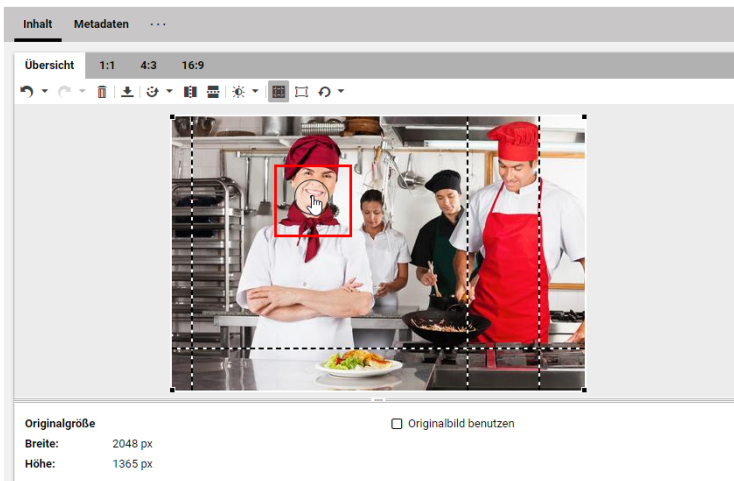 Inhalt Metadaten ···
Übersicht 1:1 4:3 16:9
Originalgröße
Originalbild benutzen
Breite: 2048 px
Höhe: 1365 px